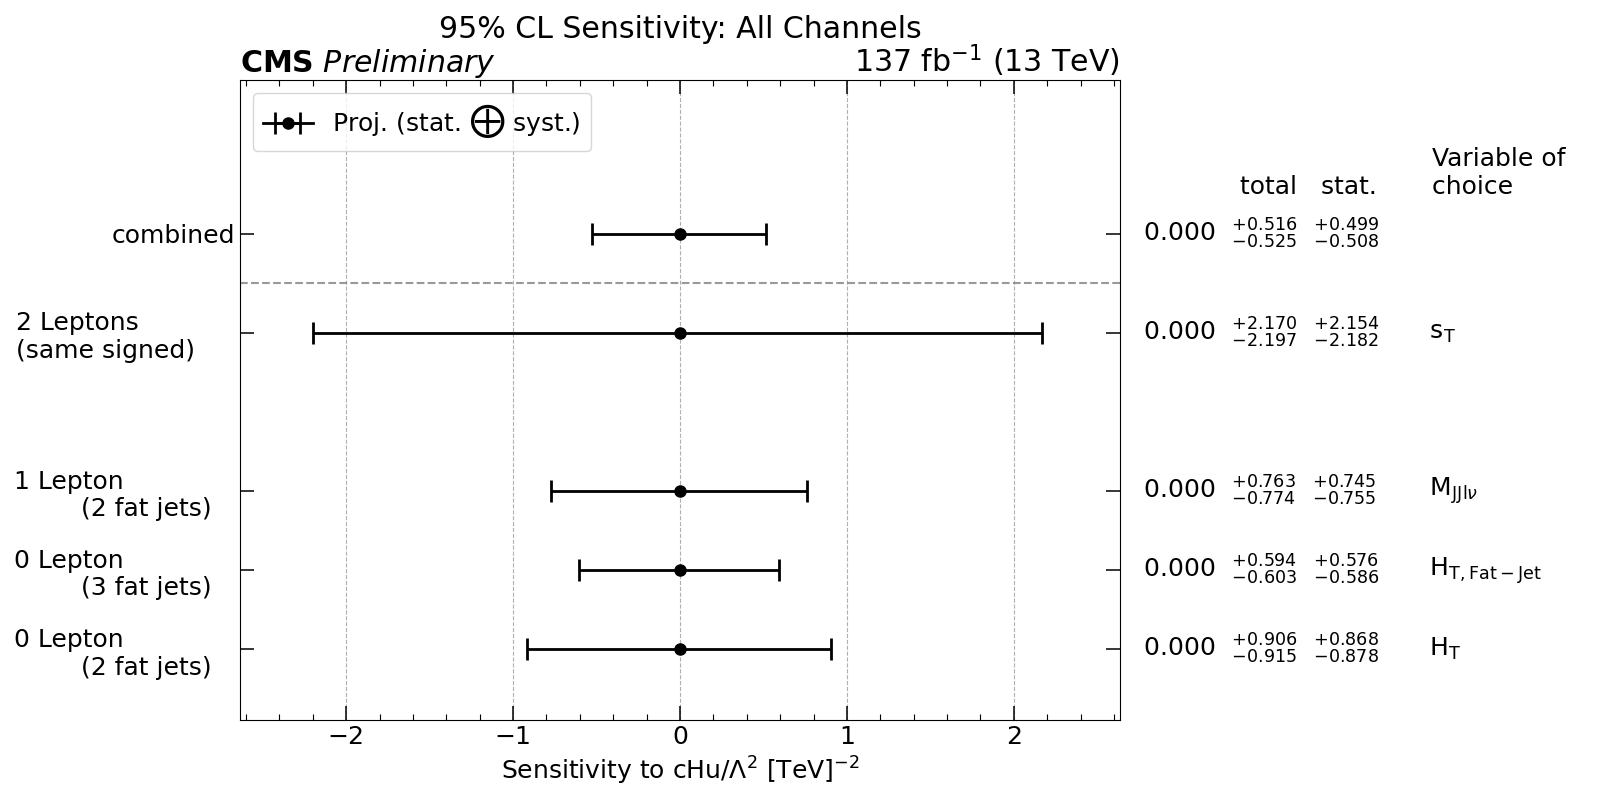 95% CL Sensitivity: All Channels
CMS Preliminary 137 fb⁻¹ (13 TeV)
Proj. (stat. ⊕ syst.)
Variable of
total stat. choice
combined 0.000 +0.516 −0.525 +0.499 −0.508
2 Leptons
(same signed) 0.000 +2.170 −2.197 +2.154 −2.182 s_T
1 Lepton
(2 fat jets) 0.000 +0.763 −0.774 +0.745 −0.755 M_JJlν
0 Lepton
(3 fat jets) 0.000 +0.594 −0.603 +0.576 −0.586 H_T,Fat−Jet
0 Lepton
(2 fat jets) 0.000 +0.906 −0.915 +0.868 −0.878 H_T
−2 −1 0 1 2
Sensitivity to cHu/Λ² [TeV]⁻²